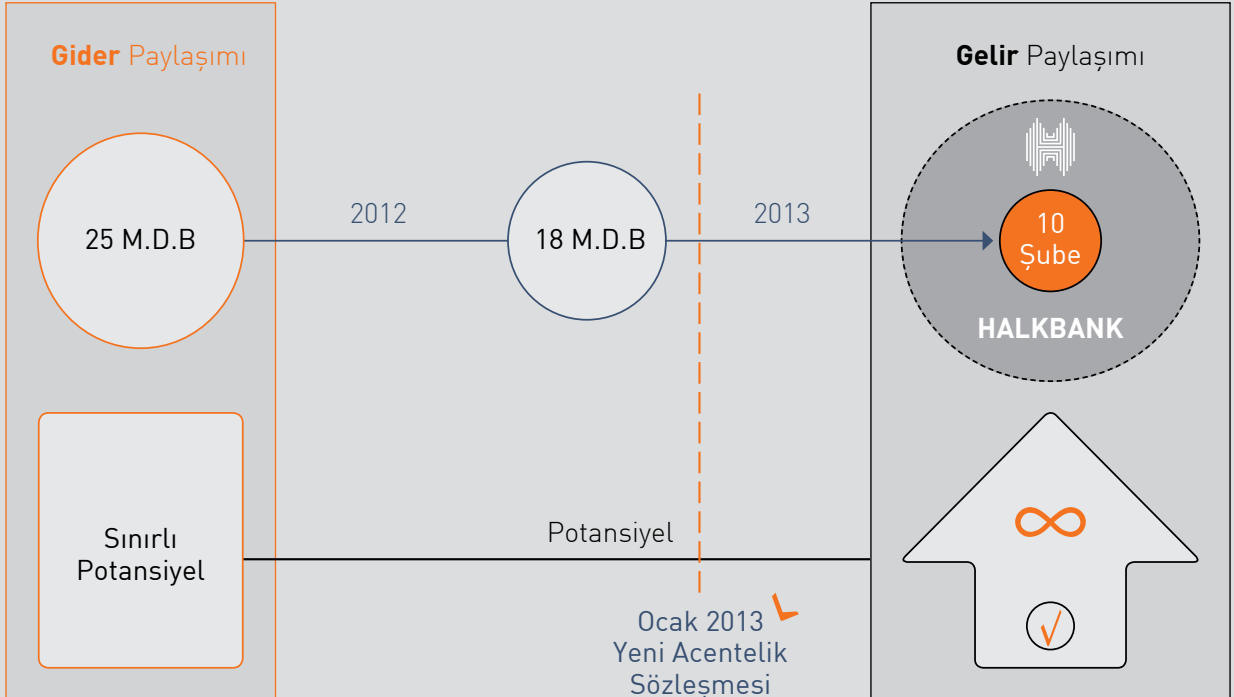 Gider Paylaşımı
Gelir Paylaşımı
25 M.D.B
2012
18 M.D.B
2013
10
Şube
HALKBANK
Sınırlı
Potansiyel
Potansiyel
Ocak 2013
Yeni Acentelik
Sözleşmesi